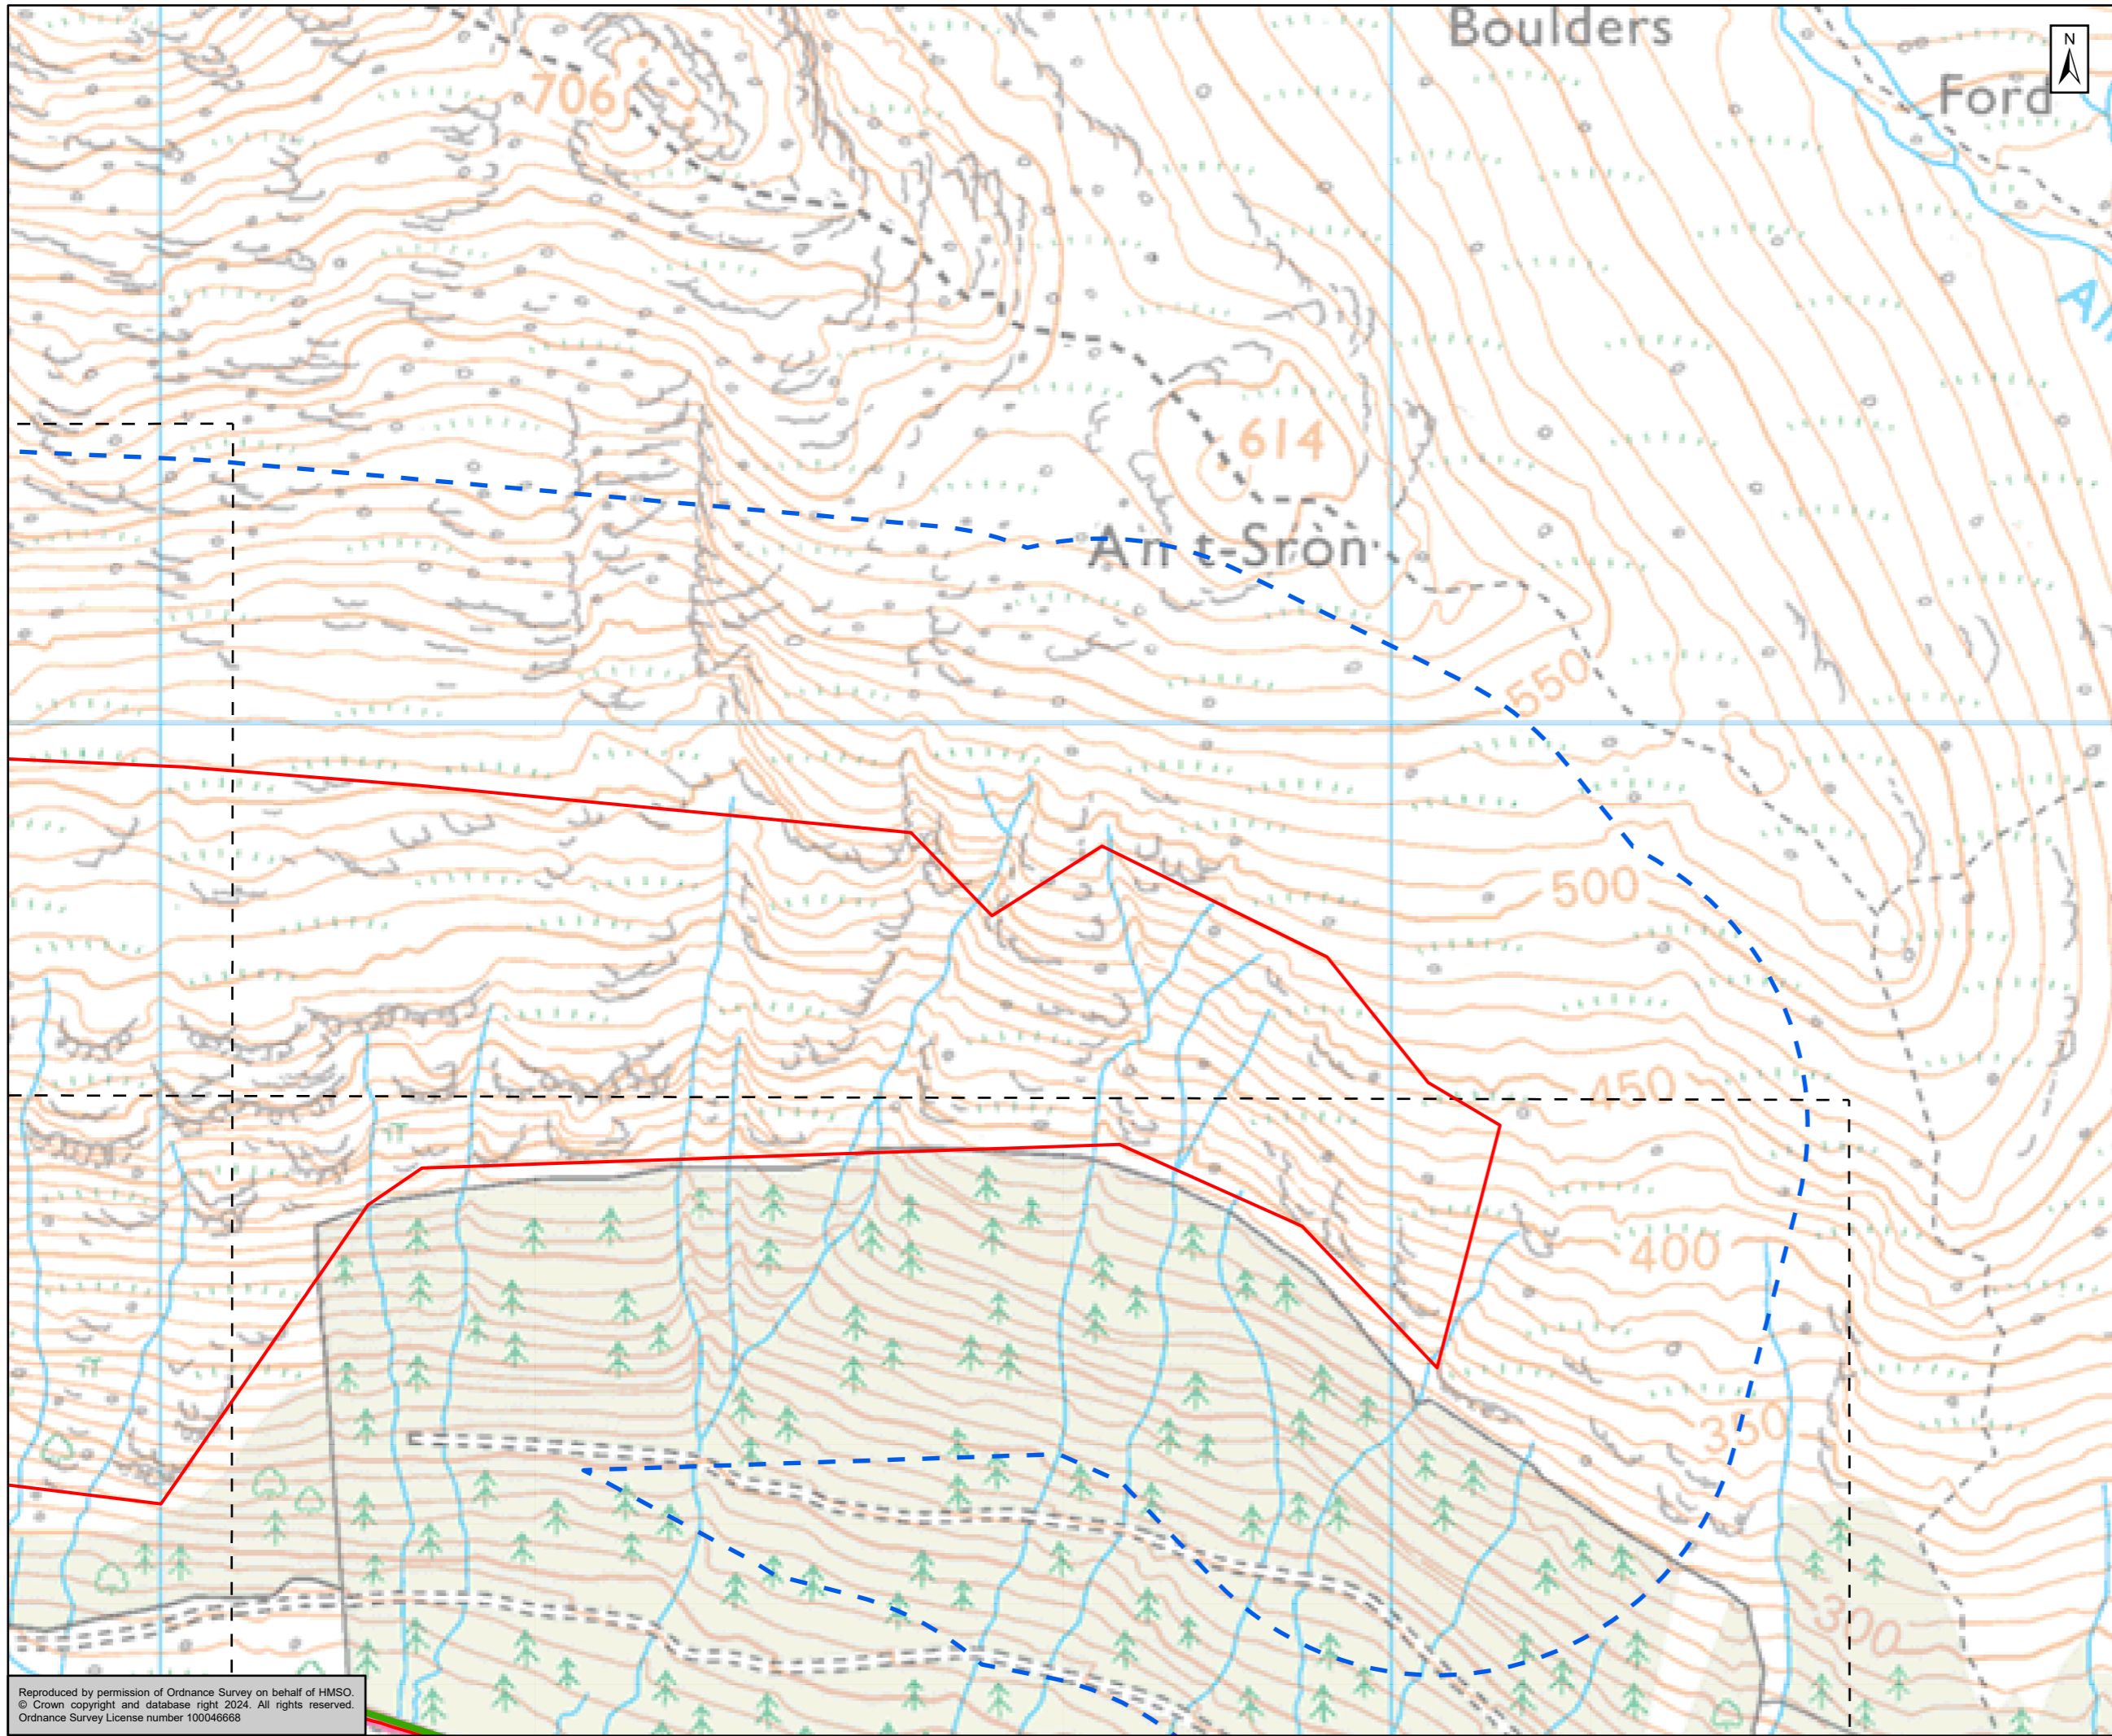 Boulders
N
706
Ford
614
An t-Sròn
550
500
450
400
350
300
Reproduced by permission of Ordnance Survey on behalf of HMSO.
© Crown copyright and database right 2024. All rights reserved.
Ordnance Survey License number 100046668